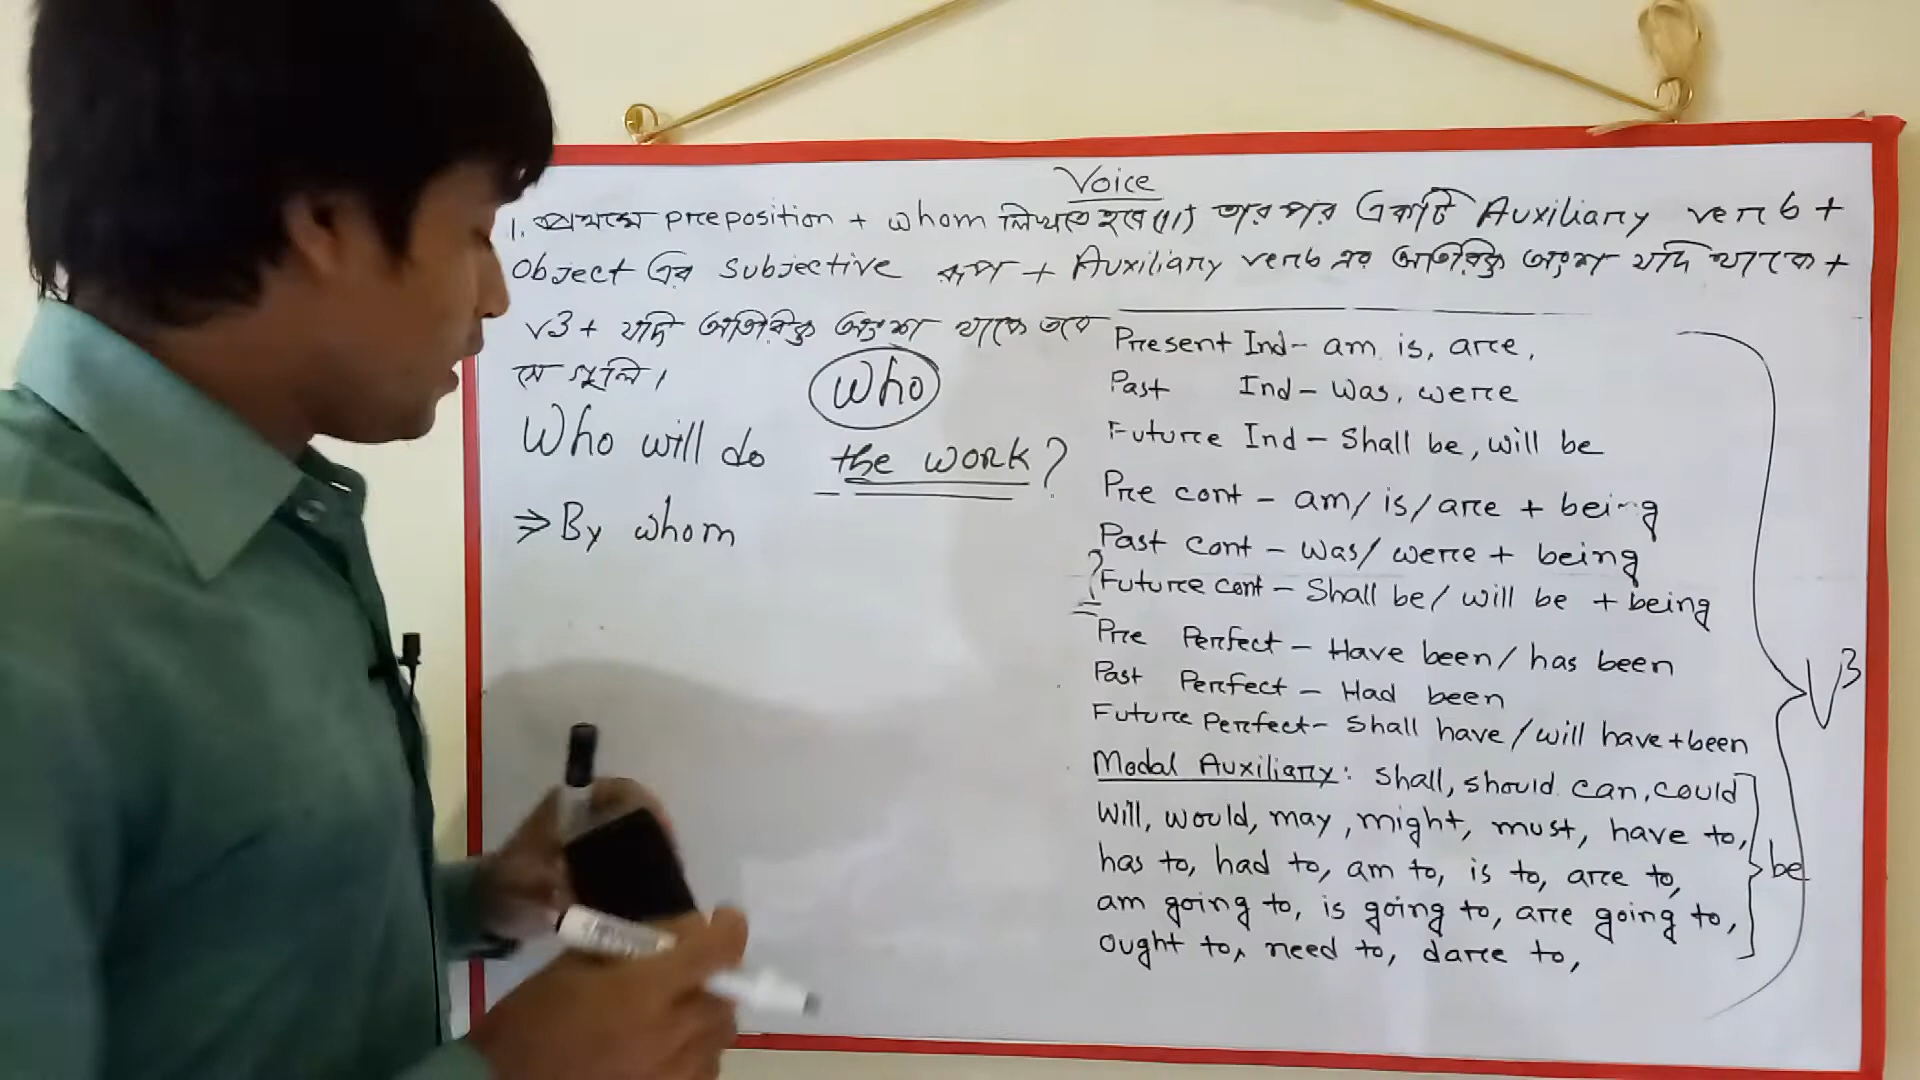 Voice
1. প্রথমে preposition + whom লিখতে হবে (।।) তারপর একটি Auxiliary verb +
Object এর Subjective রূপ + Auxiliary verb এর অতিরিক্ত অংশ যদি থাকে +
V3 + যদি অতিরিক্ত অংশ থাকে তবে
সে গুলি।
Who
Who will do the work?
⇒ By whom
Present Ind - am, is, are,
Past Ind - Was, were
Future Ind - Shall be, will be
Pre cont - am/ is/ are + being
Past cont - Was/ were + being
? Future cont - Shall be/ will be + being
Pre Perfect - Have been/ has been
Past Perfect - Had been
Future Perfect - Shall have / will have + been
Modal Auxiliary: Shall, should, can, could
Will, would, may, might, must, have to,
has to, had to, am to, is to, are to,
am going to, is going to, are going to,
ought to, need to, dare to,
be
V3